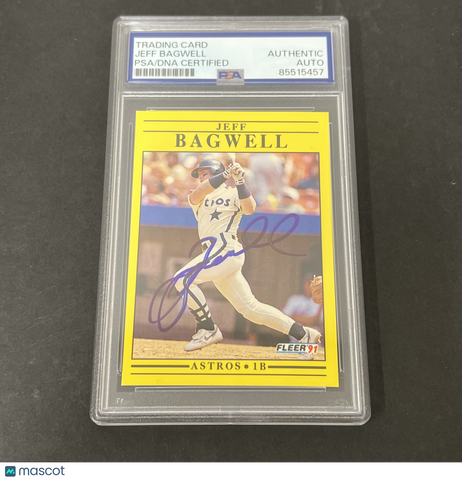 TRADING CARD
JEFF BAGWELL
PSA/DNA CERTIFIED
AUTHENTIC
AUTO
85515457
PSA
JEFF
BAGWELL
FLEER 91
ASTROS • 1B
mascot